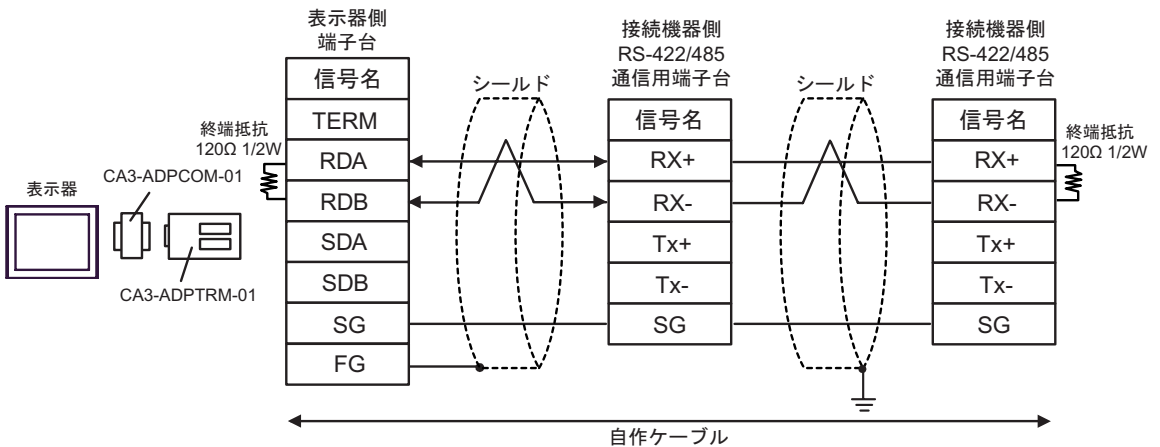 表示器側
端子台
信号名
TERM
RDA
RDB
SDA
SDB
SG
FG
終端抵抗
120Ω 1/2W
表示器
CA3-ADPCOM-01
CA3-ADPTRM-01
シールド
接続機器側
RS-422/485
通信用端子台
信号名
RX+
RX-
Tx+
Tx-
SG
シールド
接続機器側
RS-422/485
通信用端子台
信号名
RX+
RX-
Tx+
Tx-
SG
終端抵抗
120Ω 1/2W
自作ケーブル